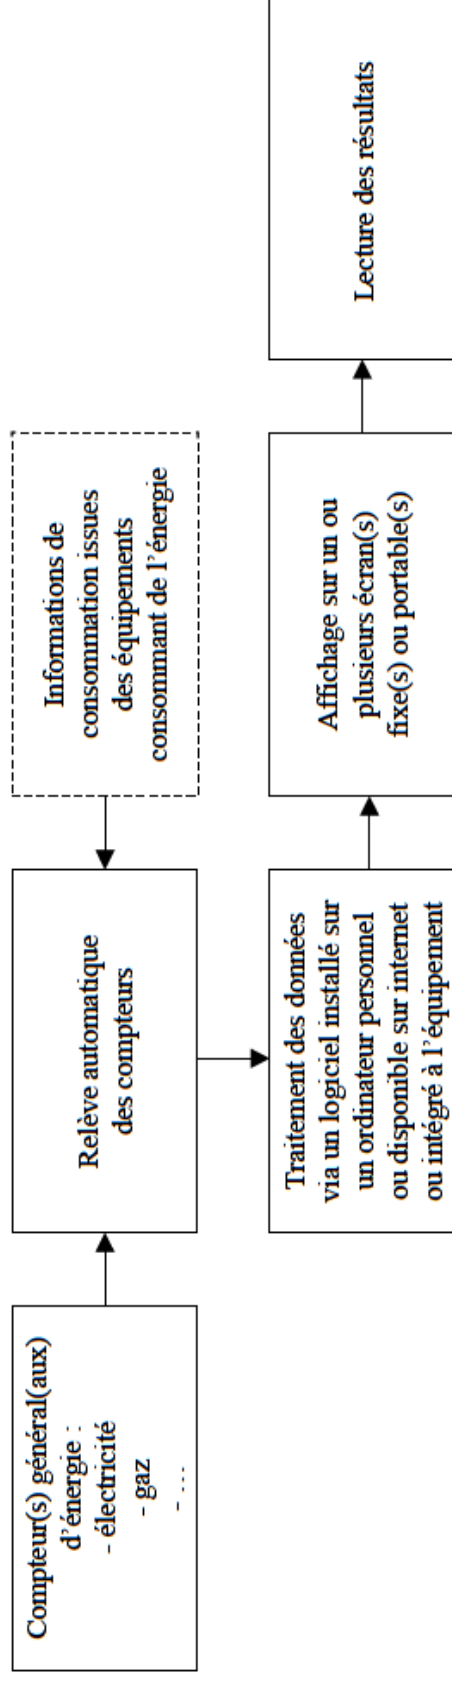 Compteur(s) général(aux)
d'énergie :
- électricité
- gaz
- ...
Relève automatique
des compteurs
Informations de
consommation issues
des équipements
consommant de l'énergie
Traitement des données
via un logiciel installé sur
un ordinateur personnel
ou disponible sur internet
ou intégré à l'équipement
Affichage sur un ou
plusieurs écran(s)
fixe(s) ou portable(s)
Lecture des résultats